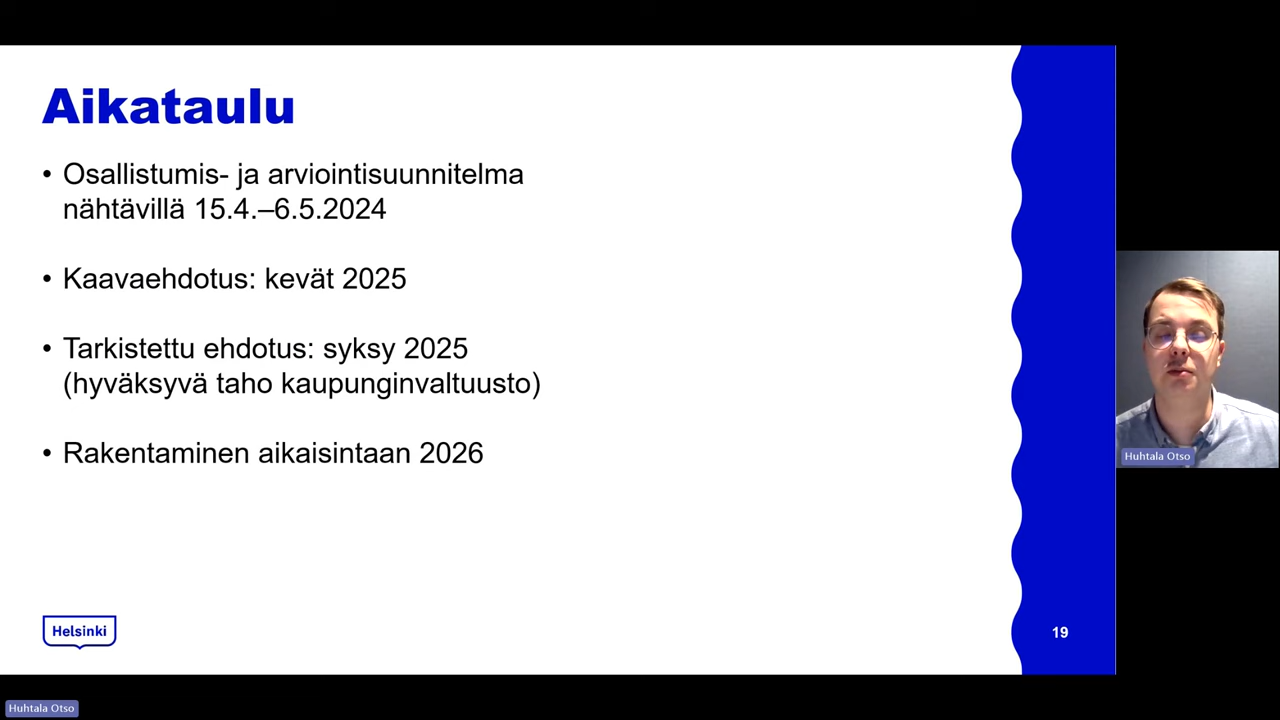 Aikataulu
• Osallistumis- ja arviointisuunnitelma
nähtävillä 15.4.–6.5.2024
• Kaavaehdotus: kevät 2025
• Tarkistettu ehdotus: syksy 2025
(hyväksyvä taho kaupunginvaltuusto)
• Rakentaminen aikaisintaan 2026
Helsinki
19
Huhtala Otso
Huhtala Otso